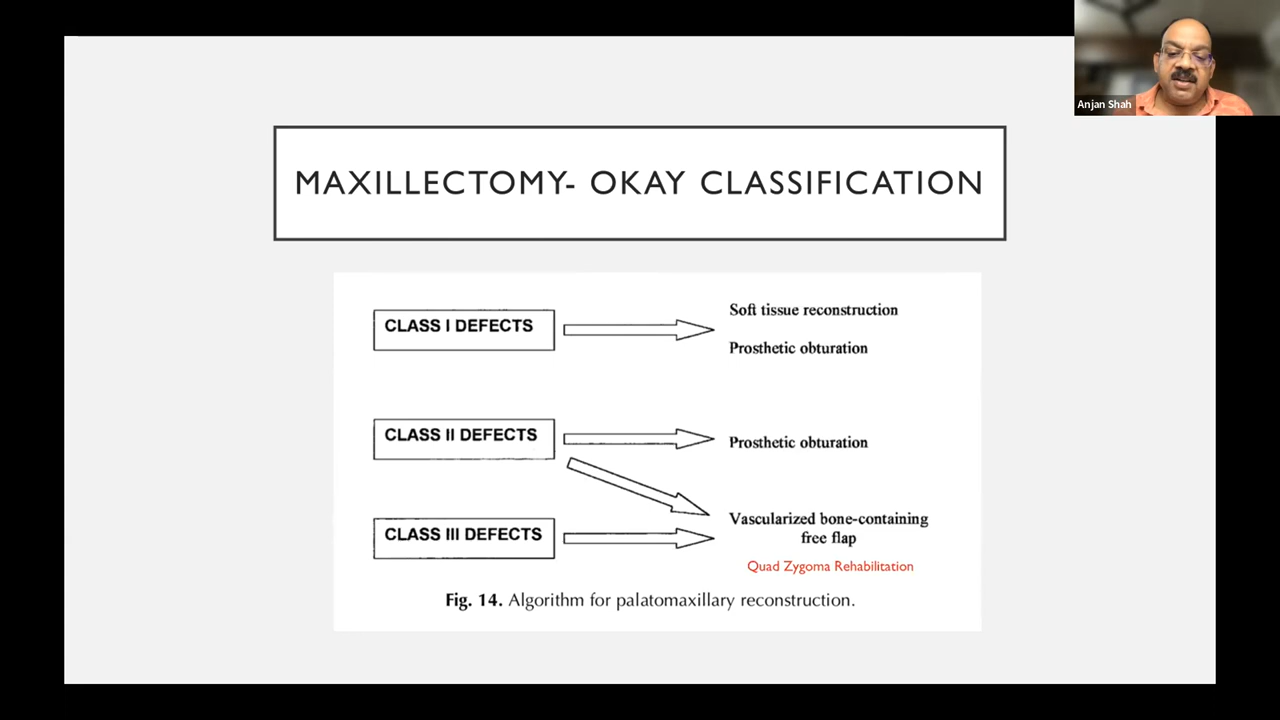 Anjan Shah
MAXILLECTOMY- OKAY CLASSIFICATION
CLASS I DEFECTS
Soft tissue reconstruction
Prosthetic obturation
CLASS II DEFECTS
Prosthetic obturation
CLASS III DEFECTS
Vascularized bone-containing
free flap
Quad Zygoma Rehabilitation
Fig. 14. Algorithm for palatomaxillary reconstruction.